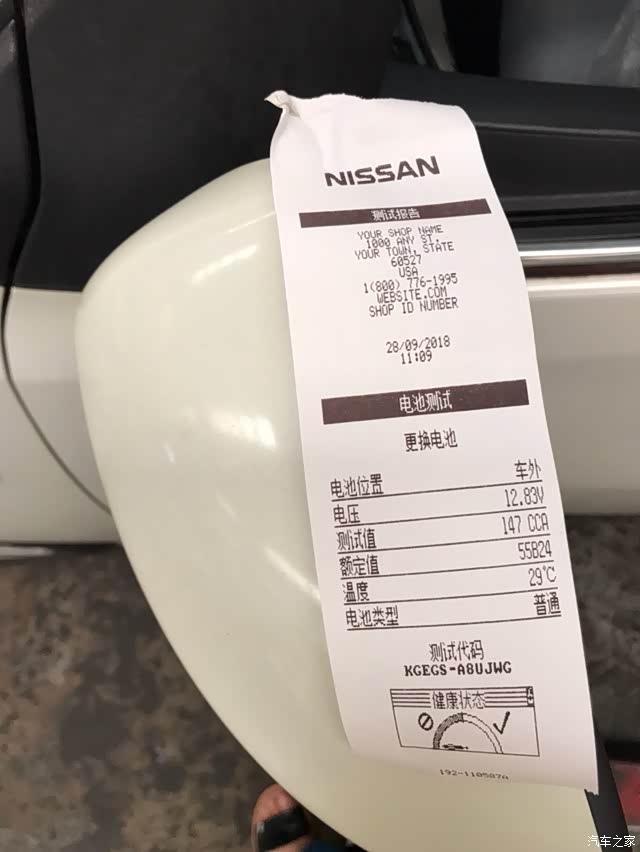 NISSAN
测试报告
YOUR SHOP NAME
1000 ANY ST.
YOUR TOWN, STATE
60527
USA
1(800) 776-1995
WEBSITE.COM
SHOP ID NUMBER
28/09/2018
11:09
电池测试
更换电池
电池位置 车外
电压 12.83V
测试值 147 CCA
额定值 55B24
温度 29℃
电池类型 普通
测试代码
KGEGS-A8UJWG
健康状态
192-110587A
汽车之家